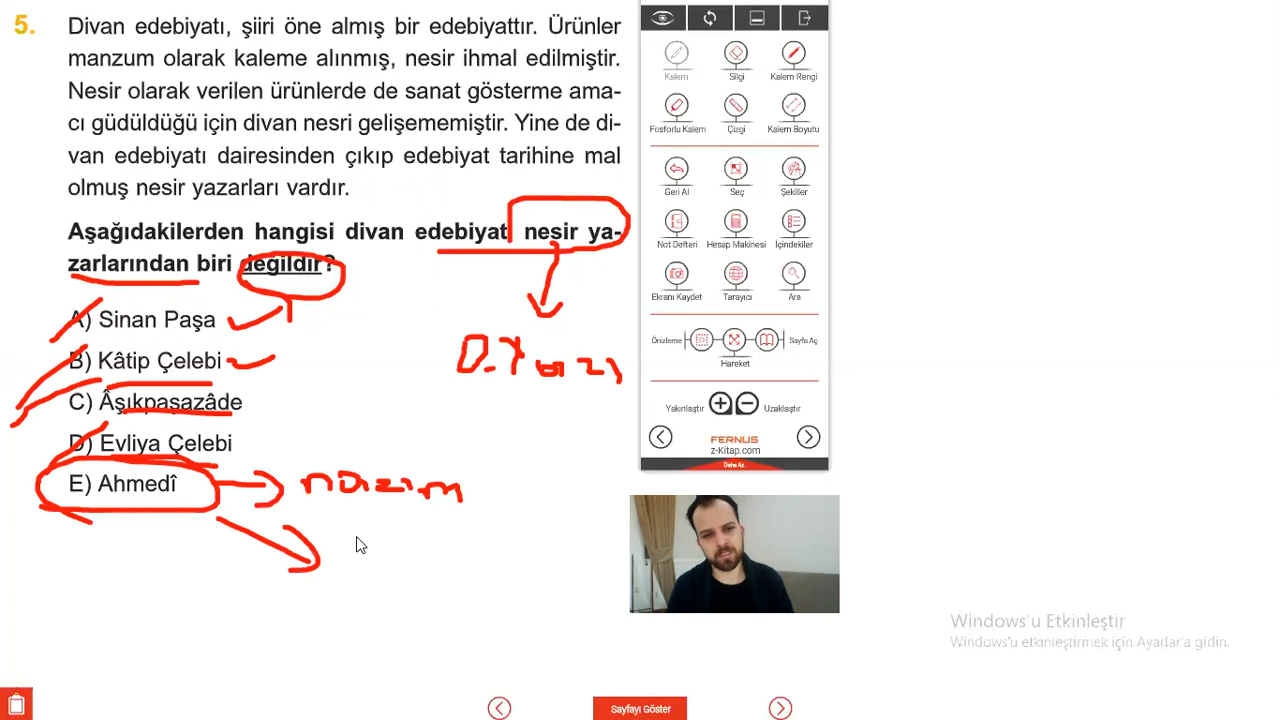 5. Divan edebiyatı, şiiri öne almış bir edebiyattır. Ürünler
manzum olarak kaleme alınmış, nesir ihmal edilmiştir.
Nesir olarak verilen ürünlerde de sanat gösterme ama-
cı güdüldüğü için divan nesri gelişememiştir. Yine de di-
van edebiyatı dairesinden çıkıp edebiyat tarihine mal
olmuş nesir yazarları vardır.
Aşağıdakilerden hangisi divan edebiyat nesir ya-
zarlarından biri değildir?
A) Sinan Paşa
B) Kâtip Çelebi
C) Âşıkpaşazâde
D) Evliya Çelebi
E) Ahmedî
nazım
Kalem
Silgi
Kalem Rengi
Fosforlu Kalem
Çizgi
Kalem Boyutu
Geri Al
Seç
Şekiller
Not Defteri
Hesap Makinesi
İçindekiler
Ekranı Kaydet
Tarayıcı
Ara
Önizleme
Sayfa Aç
Hareket
Yakınlaştır
Uzaklaştır
FERNUS
z-Kitap.com
Daha Az
Windows'u Etkinleştir
Windows'u etkinleştirmek için Ayarlar'a gidin.
Sayfayı Göster